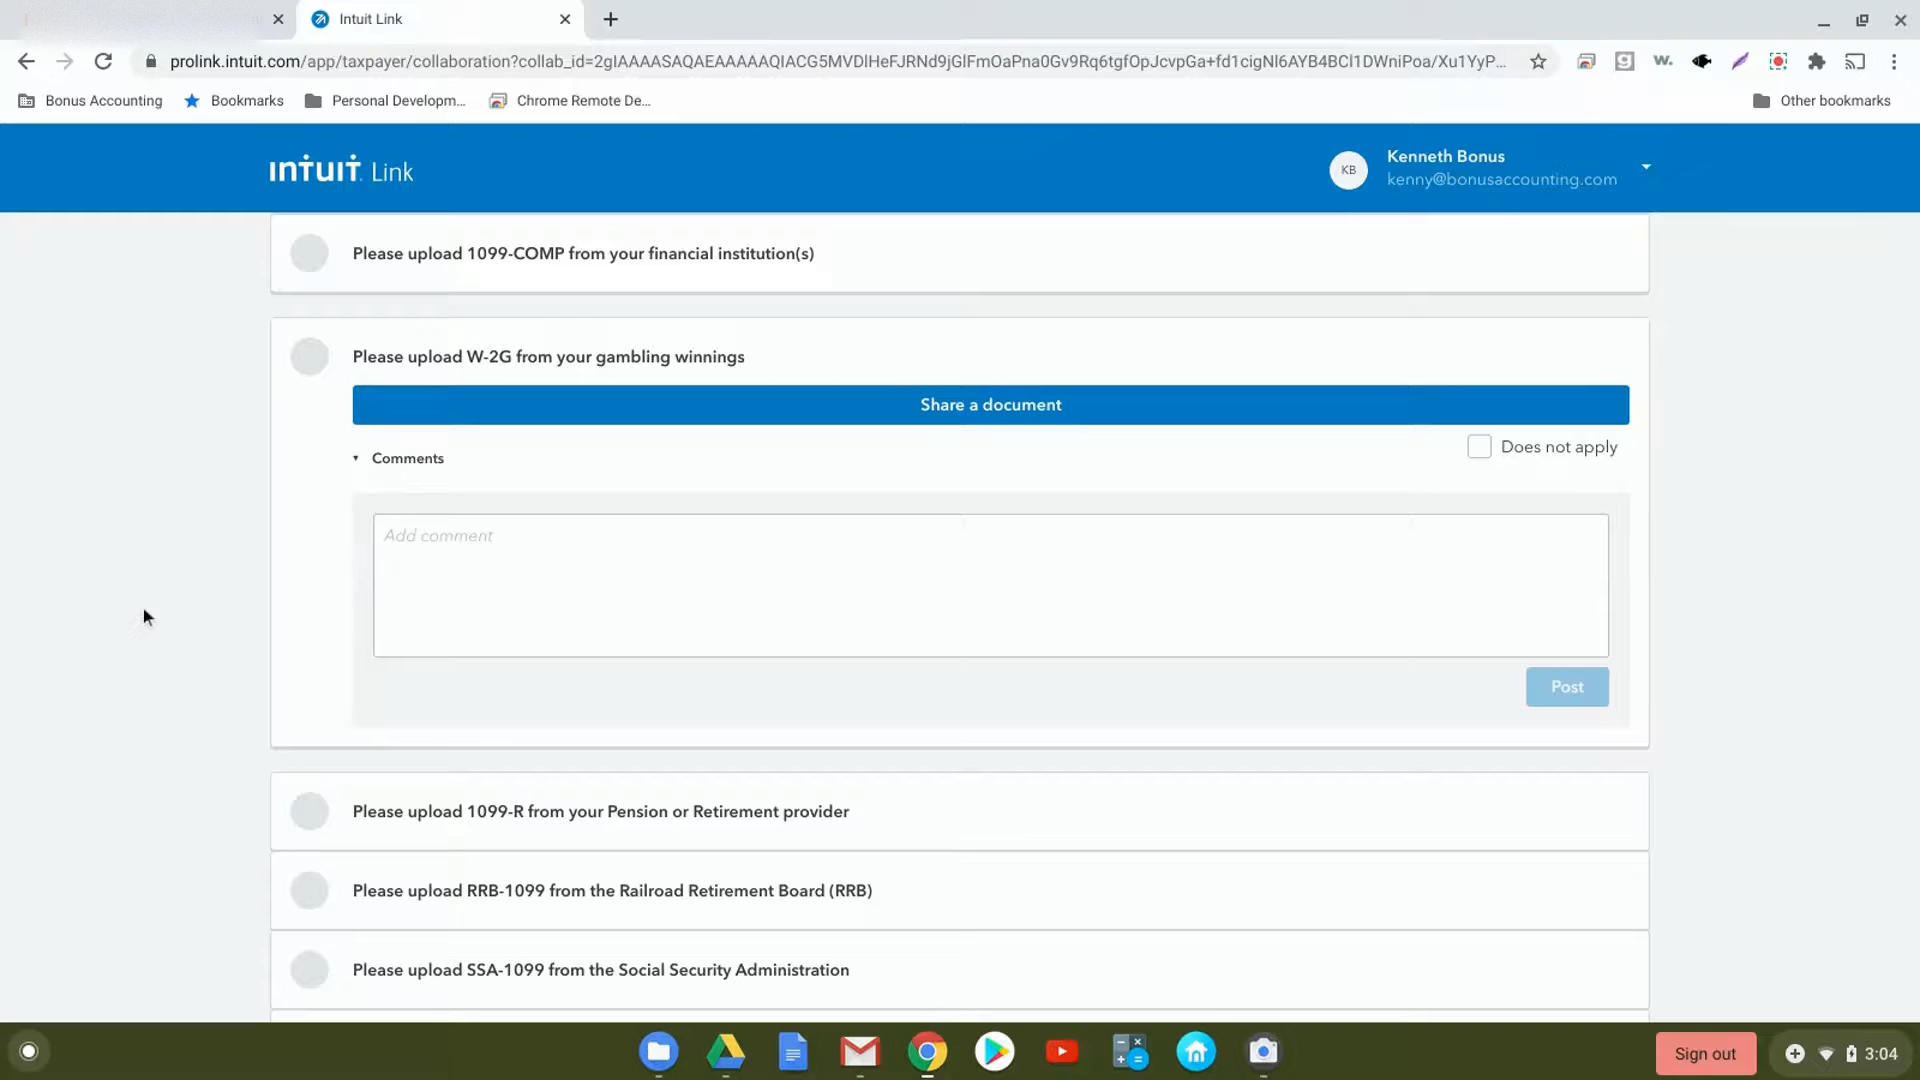 Intuit Link
prolink.intuit.com/app/taxpayer/collaboration?collab_id=2gIAAAASAQAEAAAAAQIACG5MVDlHeFJRNd9jGlFmOaPna0Gv9Rq6tgfOpJcvpGa+fd1cigNl6AYB4BCl1DWniPoa/Xu1YyP...
Bonus Accounting
Bookmarks
Personal Developm...
Chrome Remote De...
Other bookmarks
INTUIT Link
KB
Kenneth Bonus
kenny@bonusaccounting.com
Please upload 1099-COMP from your financial institution(s)
Please upload W-2G from your gambling winnings
Share a document
Does not apply
Comments
Add comment
Post
Please upload 1099-R from your Pension or Retirement provider
Please upload RRB-1099 from the Railroad Retirement Board (RRB)
Please upload SSA-1099 from the Social Security Administration
Sign out
3:04